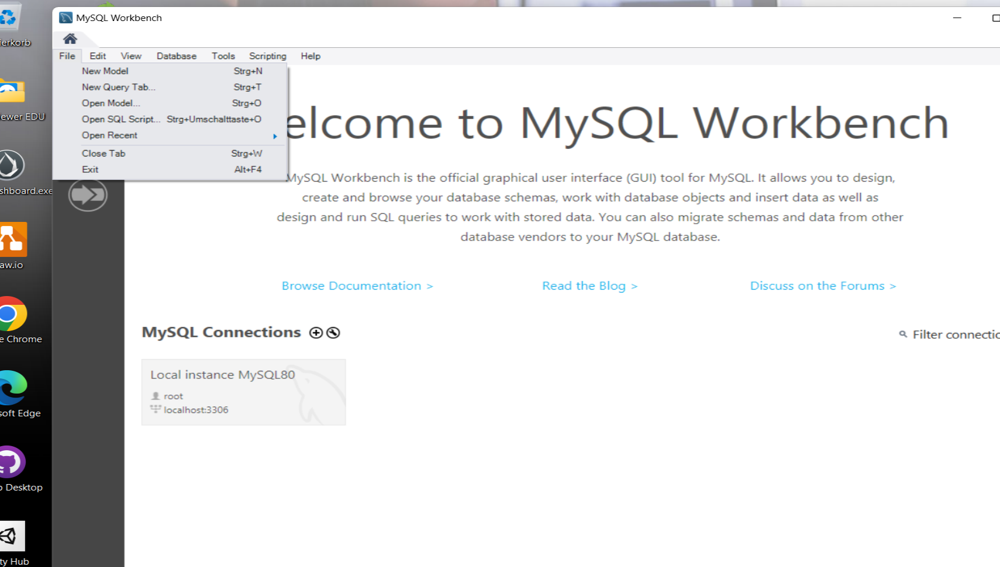 MySQL Workbench
File Edit View Database Tools Scripting Help
New Model Strg+N
New Query Tab... Strg+T
Open Model... Strg+O
Open SQL Script... Strg+Umschalttaste+O
Open Recent
Close Tab Strg+W
Exit Alt+F4
elcome to MySQL Workbench
MySQL Workbench is the official graphical user interface (GUI) tool for MySQL. It allows you to design,
create and browse your database schemas, work with database objects and insert data as well as
design and run SQL queries to work with stored data. You can also migrate schemas and data from other
database vendors to your MySQL database.
Browse Documentation > Read the Blog > Discuss on the Forums >
MySQL Connections
Filter connectio
Local instance MySQL80
root
localhost:3306
ierkorb
ewer EDU
shboard.exe
aw.io
e Chrome
soft Edge
Desktop
ty Hub